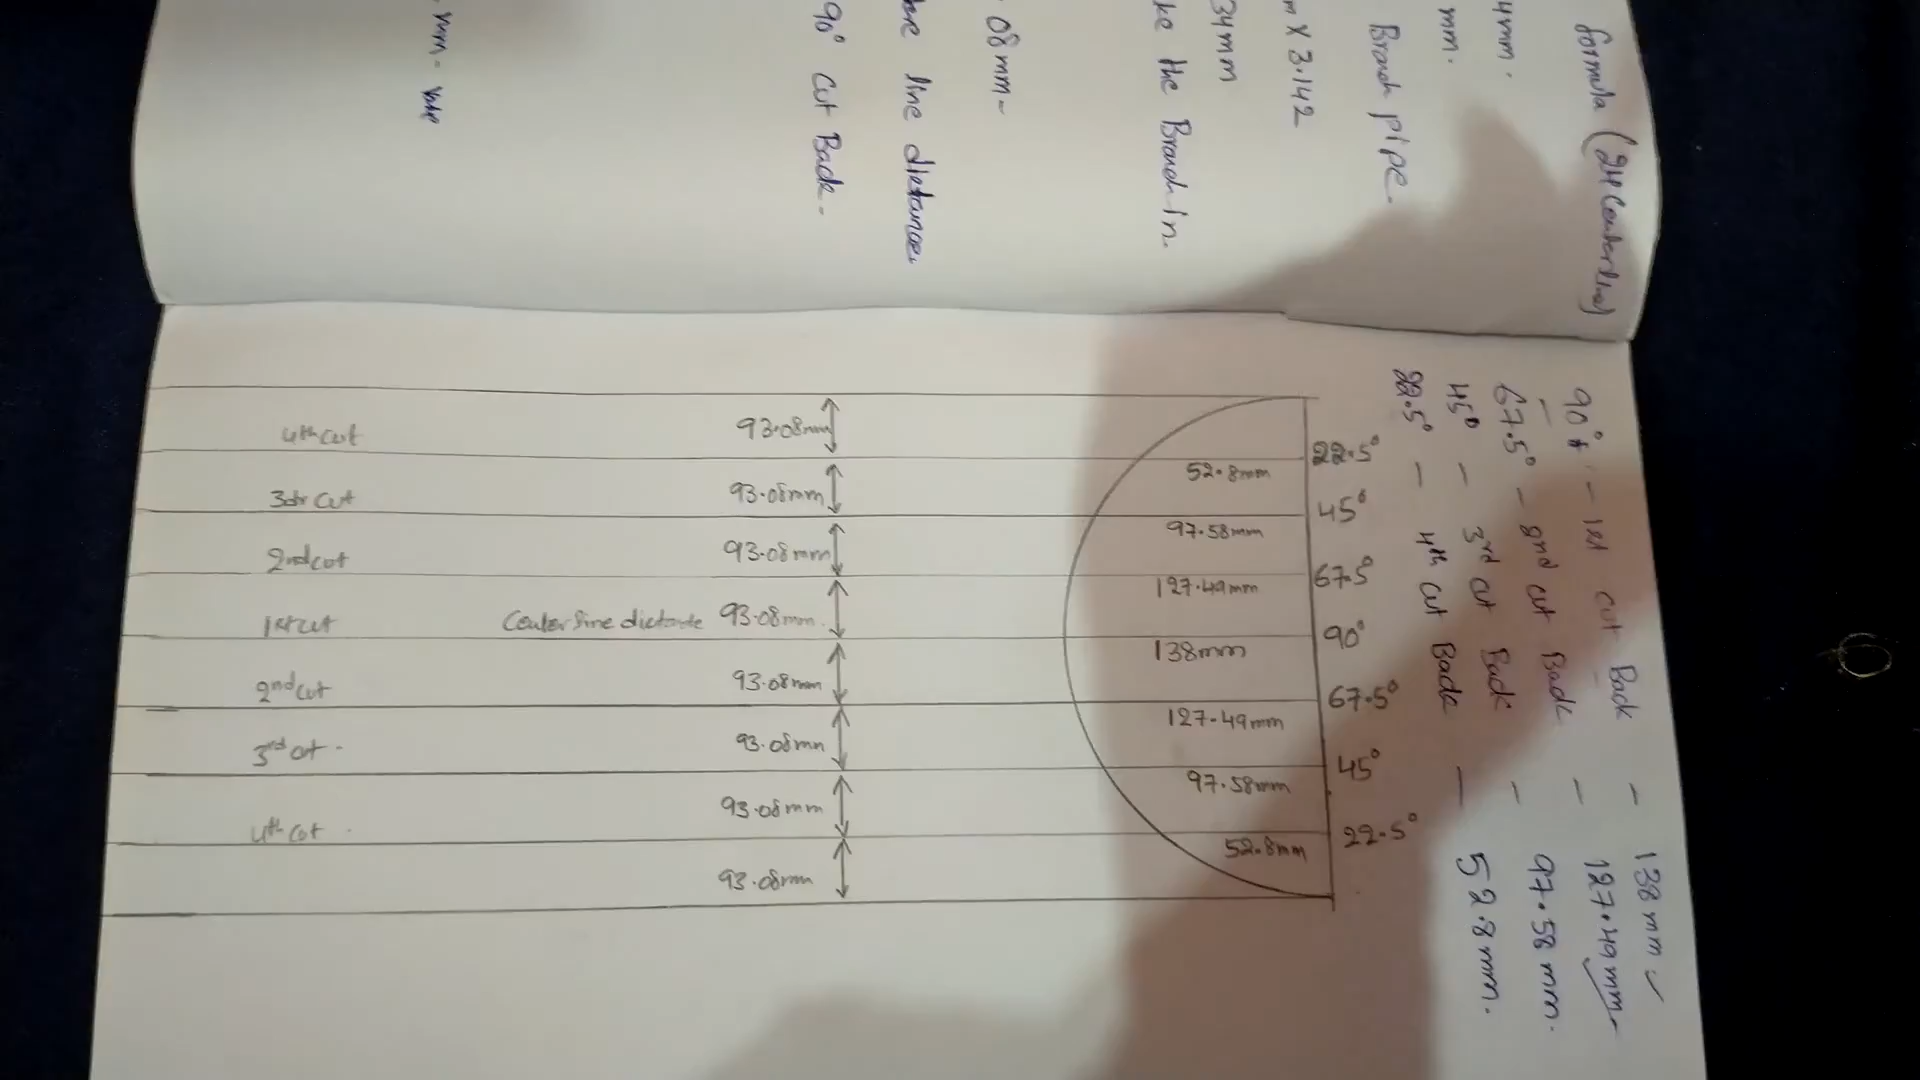 formula (24 Centerline)
4mm.
mm.
Branch pipe.
m X 3.142
34mm
ke the Branch in.
08mm-
line distance
90° cut Back.
mm-
90° - 1st cut Back - 138mm
67.5° - 2nd cut Back - 127.49mm
45° - 3rd cut Back - 97.58mm.
22.5° - 4th cut Back - 52.8mm.
4th cut 93.08mm 22.5°
52.8mm
3dr cut 93.08mm 45°
97.58mm
2nd cut 93.08mm 67.5°
127.49mm
1st cut Center line dictante 93.08mm. 90°
138mm
2nd cut 93.08mm 67.5°
127.49mm
3rd cut - 93.08mm 45°
97.58mm
4th cut 93.08mm 22.5°
52.8mm
93.08mm